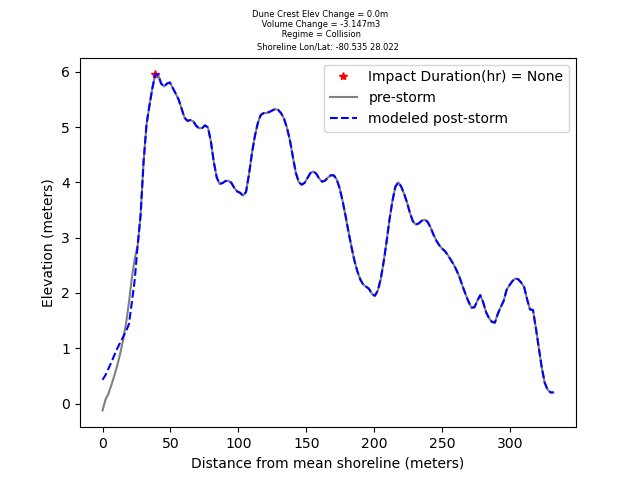 Dune Crest Elev Change = 0.0m
Volume Change = -3.147m3
Regime = Collision
Shoreline Lon/Lat: -80.535 28.022
Impact Duration(hr) = None
pre-storm
modeled post-storm
6
5
4
3
2
1
0
Elevation (meters)
0 50 100 150 200 250 300
Distance from mean shoreline (meters)